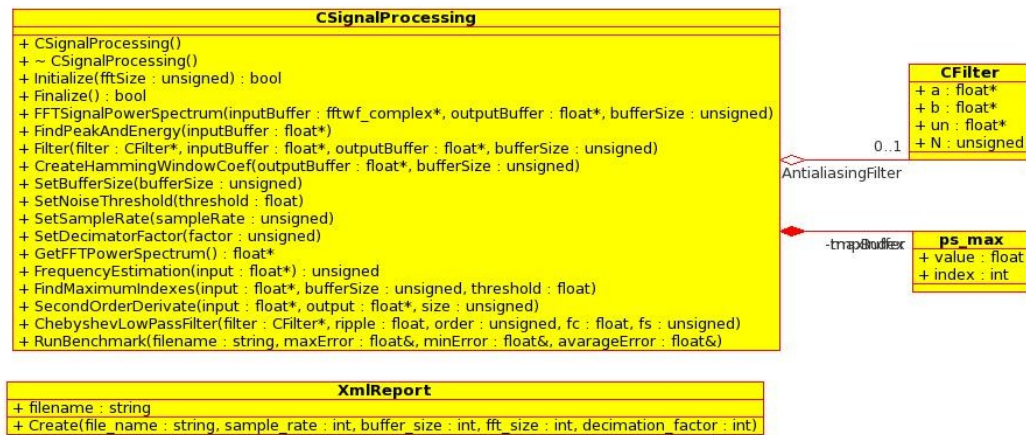 CSignalProcessing
+ CSignalProcessing()
+ ~ CSignalProcessing()
+ Initialize(fftSize : unsigned) : bool
+ Finalize() : bool
+ FFTSignalPowerSpectrum(inputBuffer : fftwf_complex*, outputBuffer : float*, bufferSize : unsigned)
+ FindPeakAndEnergy(inputBuffer : float*)
+ Filter(filter : CFilter*, inputBuffer : float*, outputBuffer : float*, bufferSize : unsigned)
+ CreateHammingWindowCoef(outputBuffer : float*, bufferSize : unsigned)
+ SetBufferSize(bufferSize : unsigned)
+ SetNoiseThreshold(threshold : float)
+ SetSampleRate(sampleRate : unsigned)
+ SetDecimatorFactor(factor : unsigned)
+ GetFFTPowerSpectrum() : float*
+ FrequencyEstimation(input : float*) : unsigned
+ FindMaximumIndexes(input : float*, bufferSize : unsigned, threshold : float)
+ SecondOrderDerivate(input : float*, output : float*, size : unsigned)
+ ChebyshevLowPassFilter(filter : CFilter*, ripple : float, order : unsigned, fc : float, fs : unsigned)
+ RunBenchmark(filename : string, maxError : float&, minError : float&, avarageError : float&)
0..1
AntialiasingFilter
CFilter
+ a : float*
+ b : float*
+ un : float*
+ N : unsigned
ps_max
+ value : float
+ index : int
XmlReport
+ filename : string
+ Create(file_name : string, sample_rate : int, buffer_size : int, fft_size : int, decimation_factor : int)